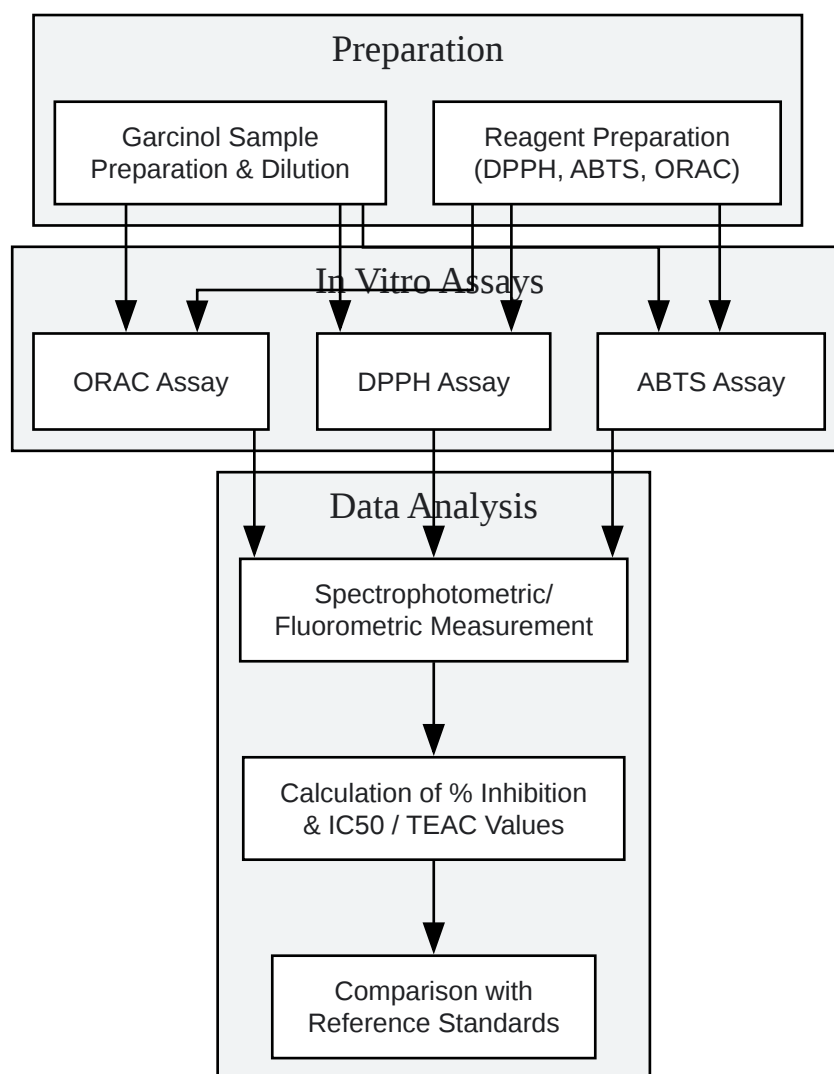 Preparation
Garcinol Sample
Preparation & Dilution
Reagent Preparation
(DPPH, ABTS, ORAC)
In Vitro Assays
ORAC Assay
DPPH Assay
ABTS Assay
Data Analysis
Spectrophotometric/
Fluorometric Measurement
Calculation of % Inhibition
& IC50 / TEAC Values
Comparison with
Reference Standards